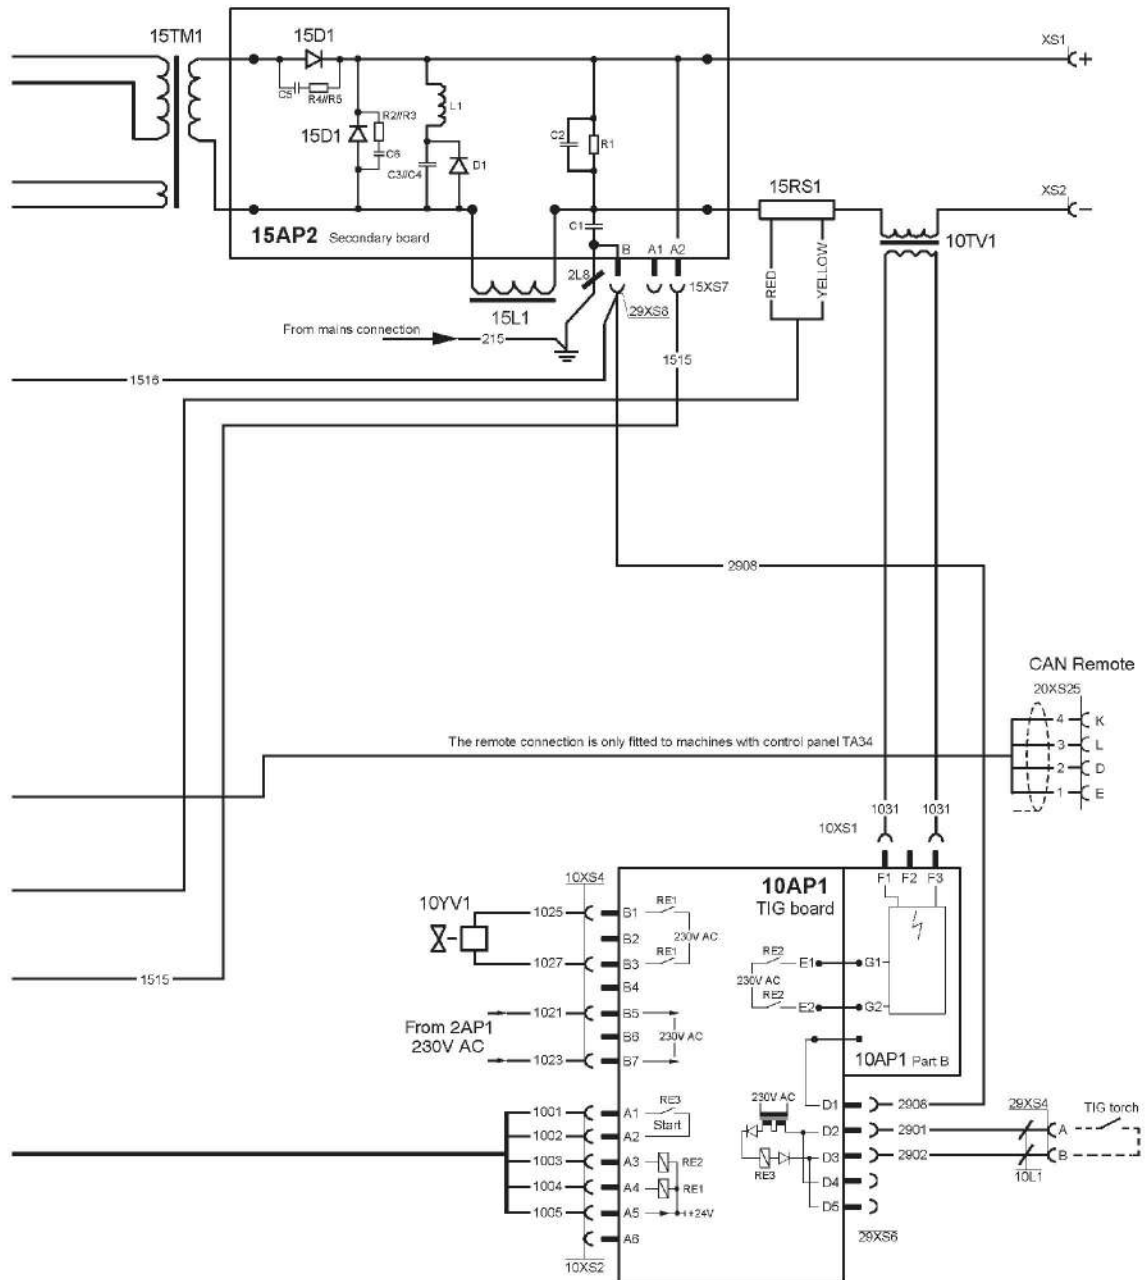 15TM1
15D1
XS1
+
C5
R4//R5
L1
R2//R3
15D1
C6
C3//C4
D1
C2
R1
15RS1
XS2
−
15AP2 Secondary board
C1
B A1 A2
10TV1
RED
YELLOW
2L8
15XS7
29XS8
15L1
From mains connection
215
1515
1516
2908
CAN Remote
20XS25
4 K
The remote connection is only fitted to machines with control panel TA34
3 L
2 D
1 E
1031 1031
10XS1
10XS4
10AP1
F1 F2 F3
TIG board
10YV1
1025 B1 RE1
B2 230V AC
1027 B3 RE1
B4
RE2 E1 G1
230V AC
RE2 E2 G2
1515
From 2AP1
230V AC
1021 B5
B6 230V AC
1023 B7
10AP1 Part B
1001 A1 RE3
Start
1002 A2
1003 A3 RE2
1004 A4 RE1
1005 A5 +24V
A6
10XS2
230V AC
RE3
D1 2908
D2 2901
D3 2902
D4
D5
29XS6
29XS4
TIG torch
A
B
10L1